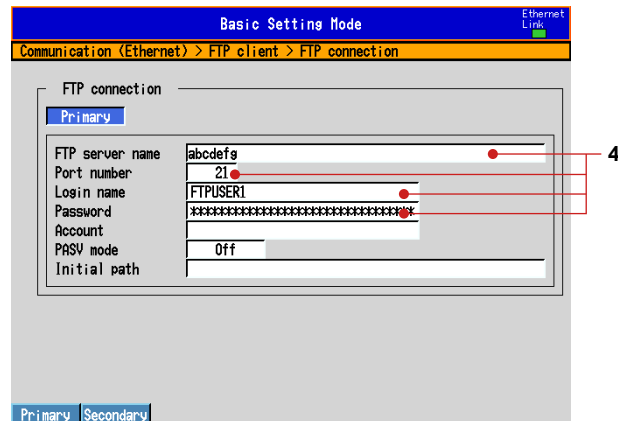 Basic Setting Mode
Ethernet
Link
Communication (Ethernet) > FTP client > FTP connection
FTP connection
Primary
FTP server name abcdefg
4
Port number 21
Login name FTPUSER1
Password ********************************
Account
PASV mode Off
Initial path
Primary Secondary